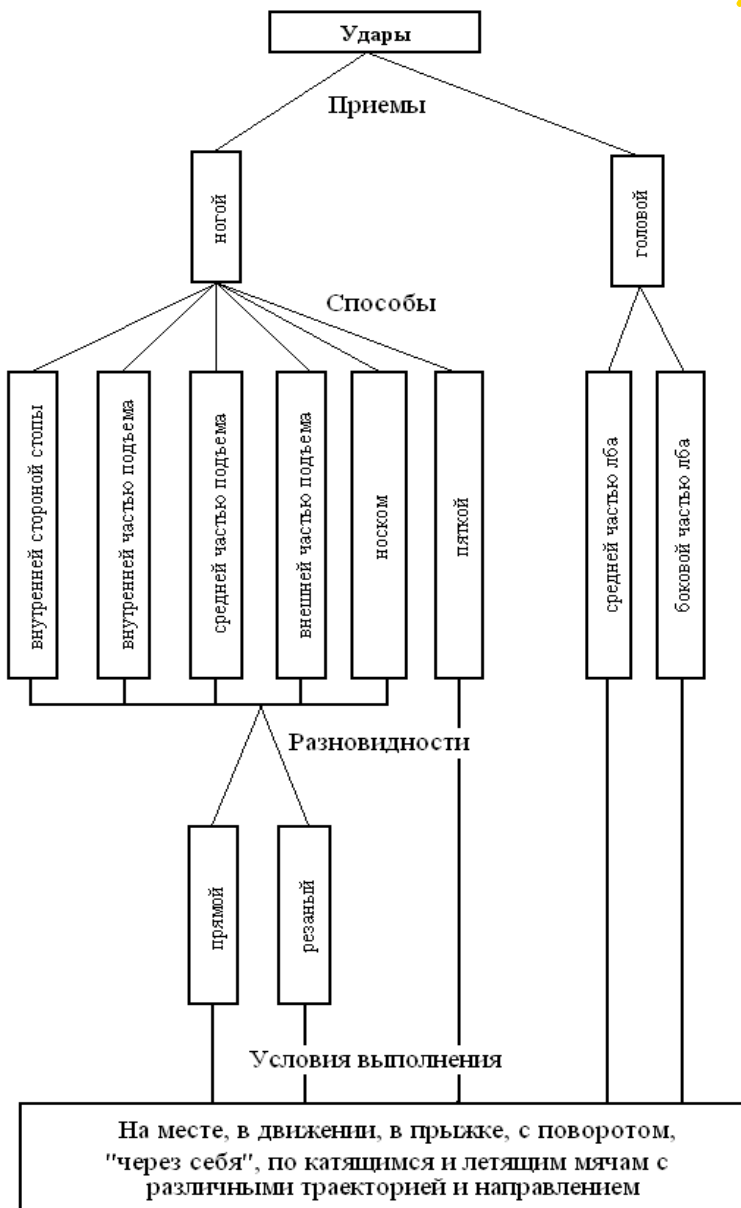 Удары
Приемы
ногой
головой
Способы
внутренней стороной стопы
внутренней частью подъема
средней частью подъема
внешней частью подъема
носком
пяткой
средней частью лба
боковой частью лба
Разновидности
прямой
резаный
Условия выполнения
На месте, в движении, в прыжке, с поворотом,
"через себя", по катящимся и летящим мячам с
различными траекторией и направлением